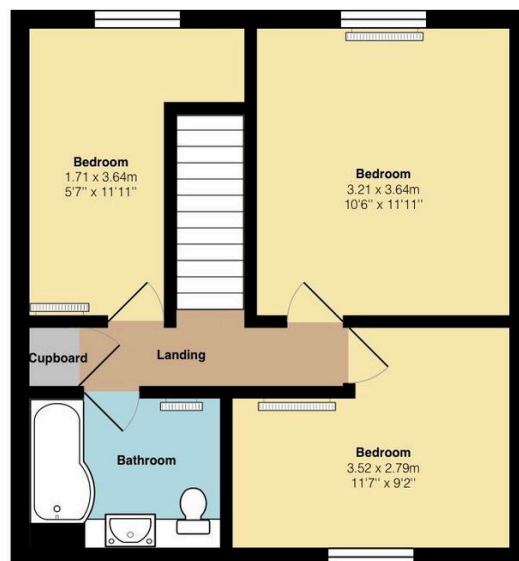 Bedroom
1.71 x 3.64m
5'7" x 11'11"
Bedroom
3.21 x 3.64m
10'6" x 11'11"
Cupboard
Landing
Bathroom
Bedroom
3.52 x 2.79m
11'7" x 9'2"